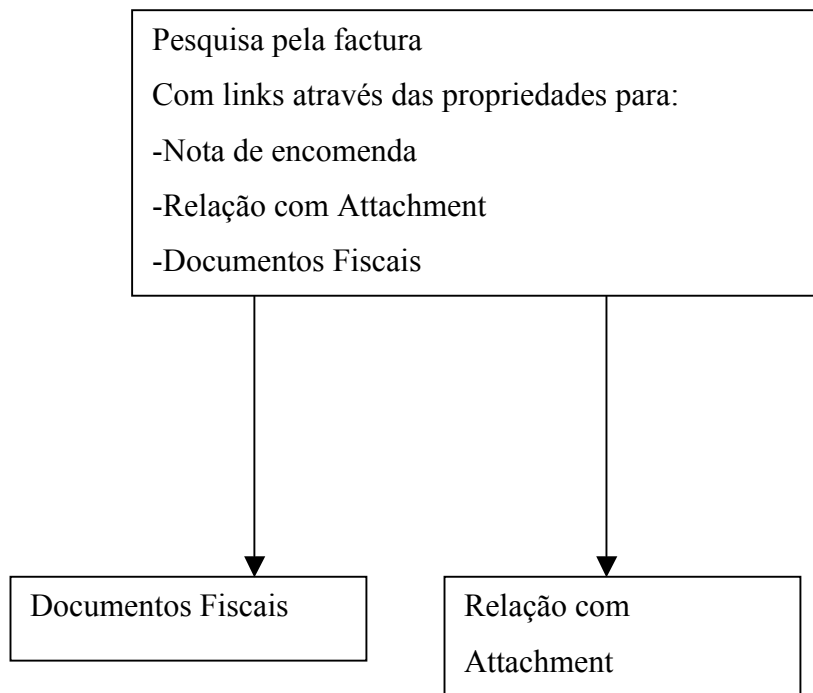 Pesquisa pela factura
Com links através das propriedades para:
-Nota de encomenda
-Relação com Attachment
-Documentos Fiscais
Documentos Fiscais
Relação com
Attachment